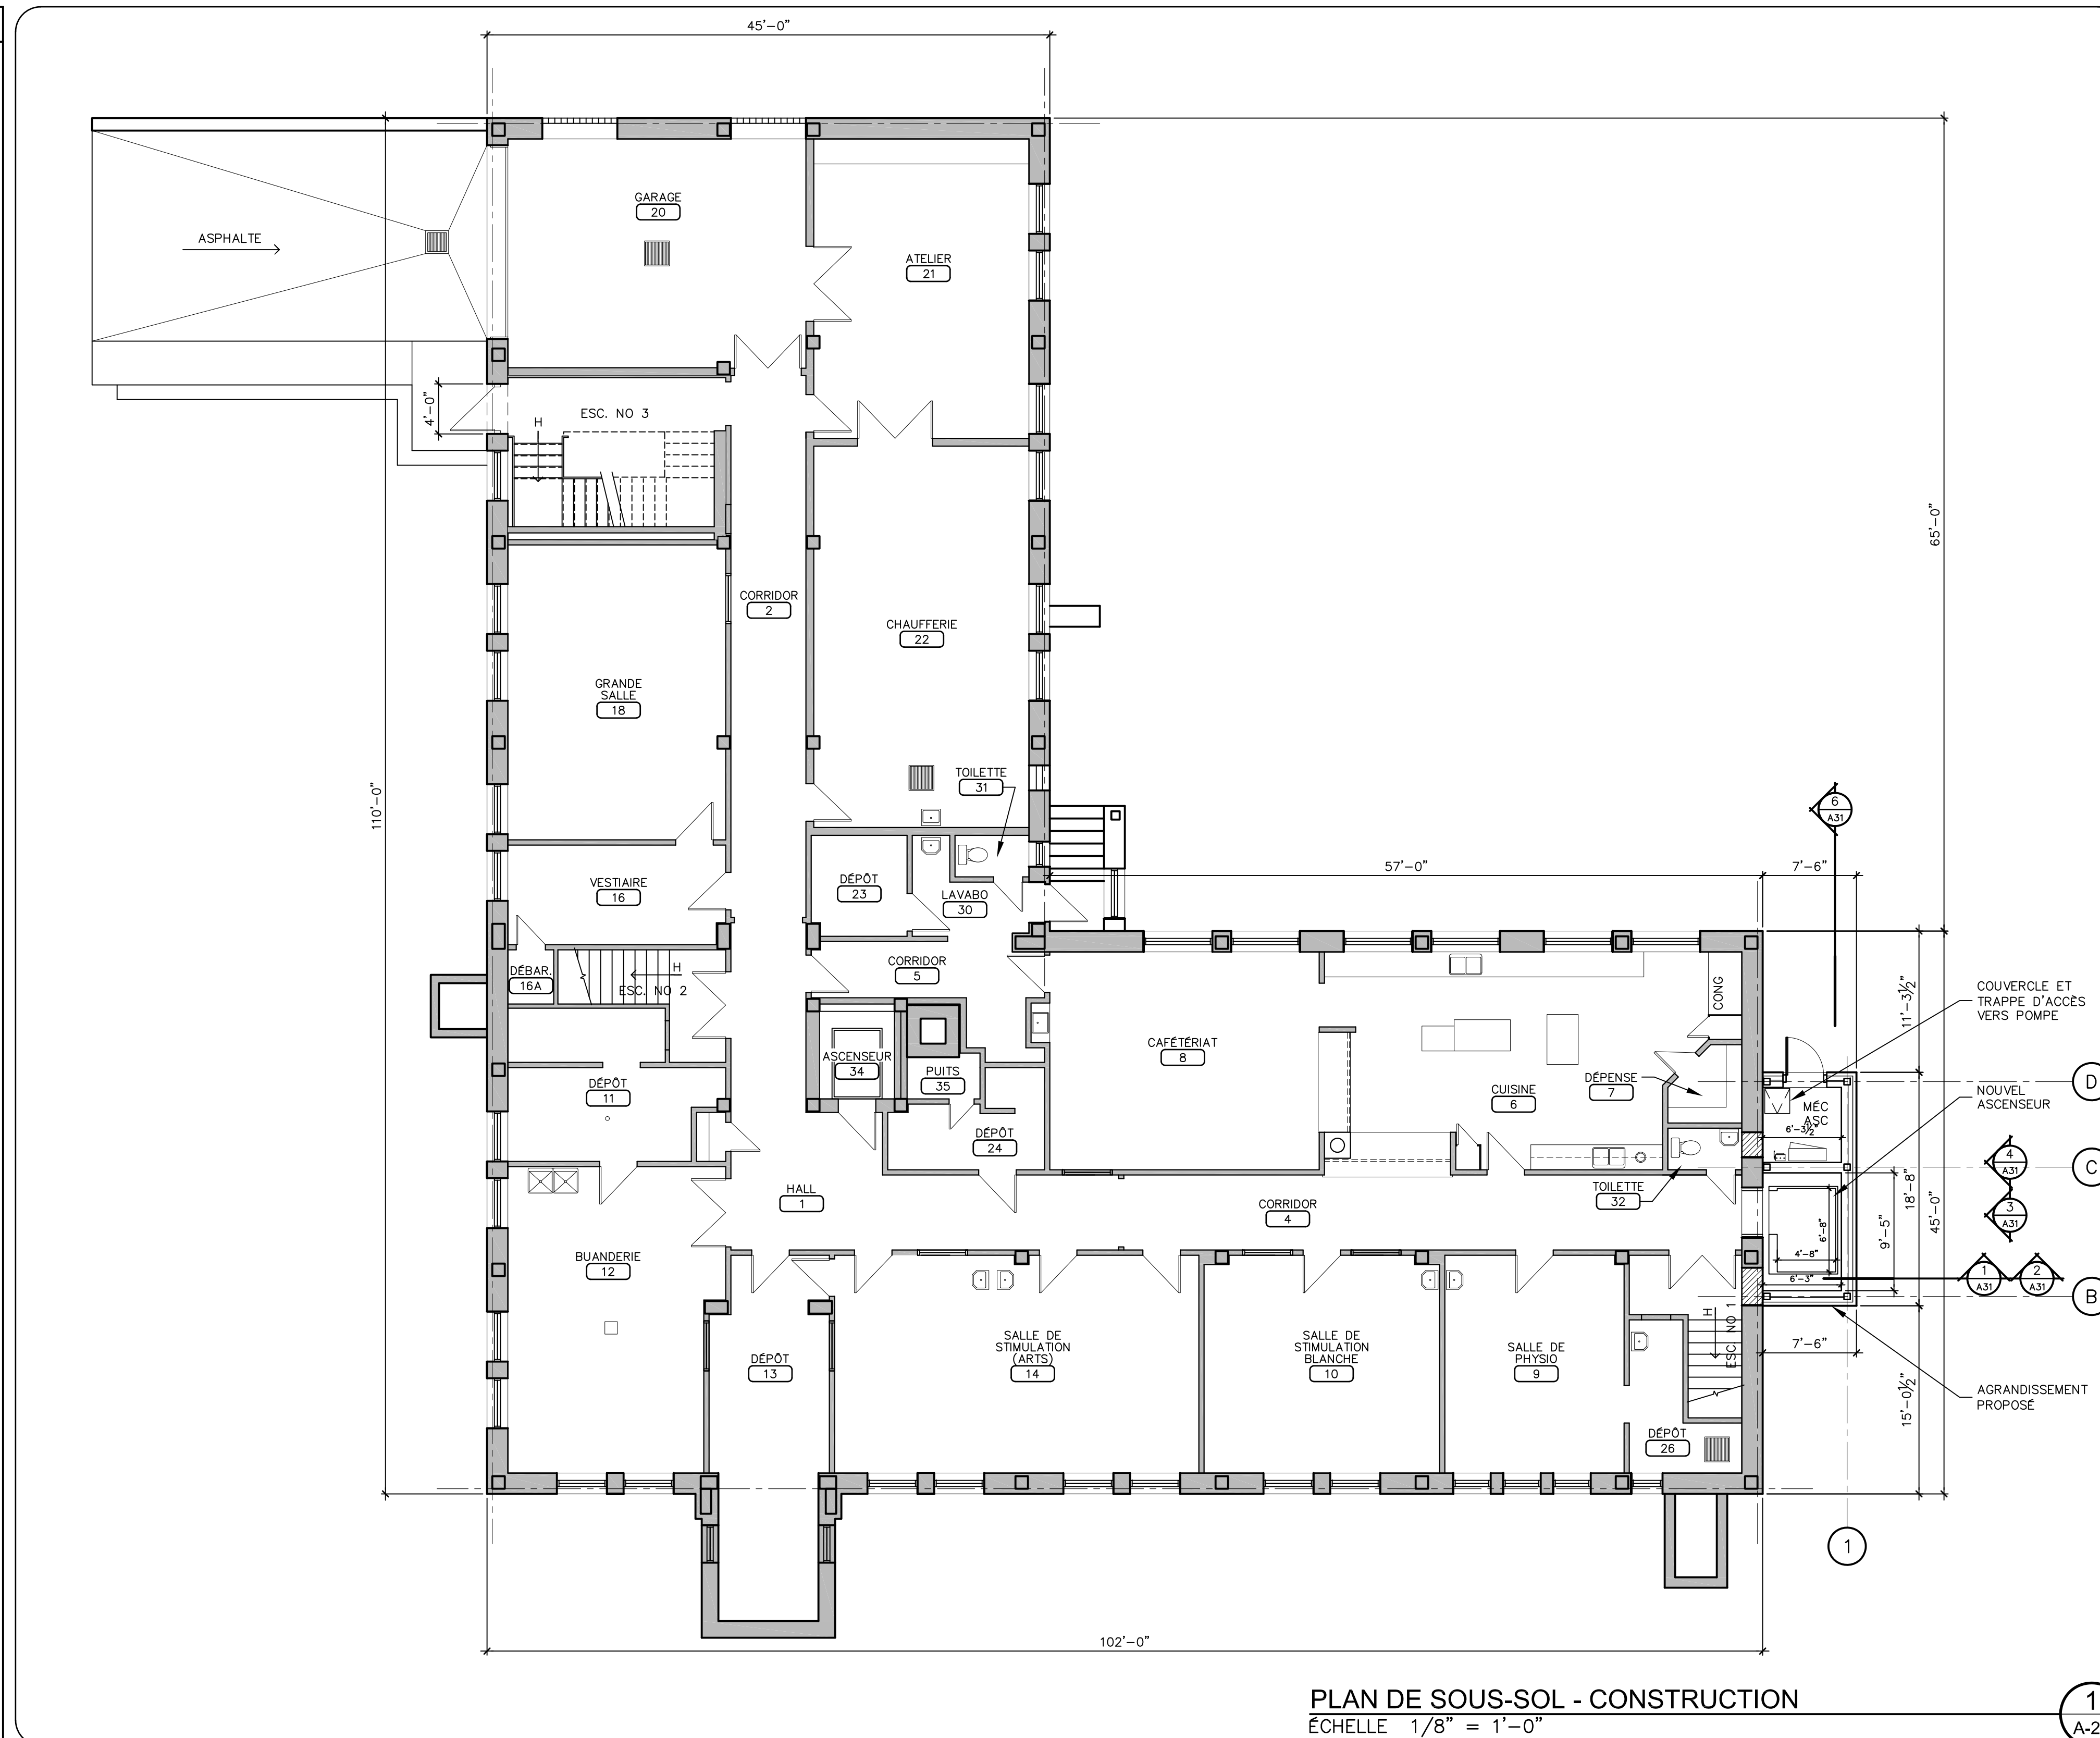 45'-0"
ASPHALTE
GARAGE
20
ATELIER
21
4'-0"
ESC. NO 3
H
65'-0"
CORRIDOR
2
CHAUFFERIE
22
GRANDE
SALLE
18
110'-0"
TOILETTE
31
6
A31
57'-0"
7'-6"
VESTIAIRE
16
DÉPÔT
23
LAVABO
30
DÉBAR.
16A
H
ESC. NO 2
CORRIDOR
5
CONG
11'-3½"
COUVERCLE ET
TRAPPE D'ACCÈS
VERS POMPE
ASCENSEUR
34
PUITS
35
CAFÉTÉRIAT
8
CUISINE
6
DÉPENSE
7
MÉC
ASC
6'-3½"
D
NOUVEL
ASCENSEUR
DÉPÔT
11
DÉPÔT
24
4
A31
C
HALL
1
CORRIDOR
4
TOILETTE
32
18'-8"
45'-0"
9'-5"
6'-8"
4'-8"
6'-3"
3
A31
BUANDERIE
12
1
A31
2
A31
B
H
ESC. NO 1
7'-6"
DÉPÔT
13
SALLE DE
STIMULATION
(ARTS)
14
SALLE DE
STIMULATION
BLANCHE
10
SALLE DE
PHYSIO
9
15'-0½"
AGRANDISSEMENT
PROPOSÉ
DÉPÔT
26
1
102'-0"
PLAN DE SOUS-SOL - CONSTRUCTION
ÉCHELLE 1/8" = 1'-0"
1
A-2